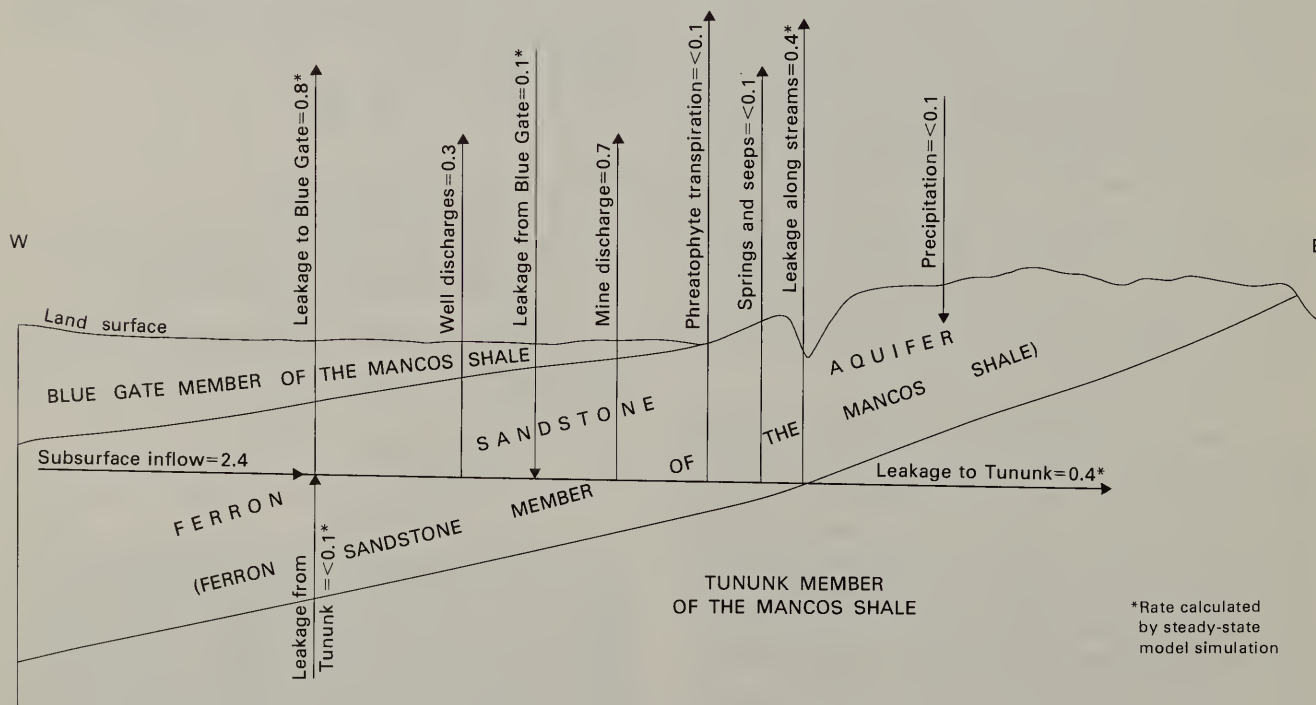 Leakage to Blue Gate=0.8*
Well discharges=0.3
Leakage from Blue Gate=0.1*
Mine discharge=0.7
Phreatophyte transpiration=<0.1
Springs and seeps=<0.1
Leakage along streams=0.4*
Precipitation=<0.1
W
E
Land surface
BLUE GATE MEMBER OF THE MANCOS SHALE
Subsurface inflow=2.4
FERRON SANDSTONE AQUIFER
(FERRON SANDSTONE MEMBER OF THE MANCOS SHALE)
Leakage to Tununk=0.4*
Leakage from
Tununk =<0.1*
TUNUNK MEMBER
OF THE MANCOS SHALE
*Rate calculated
by steady-state
model simulation